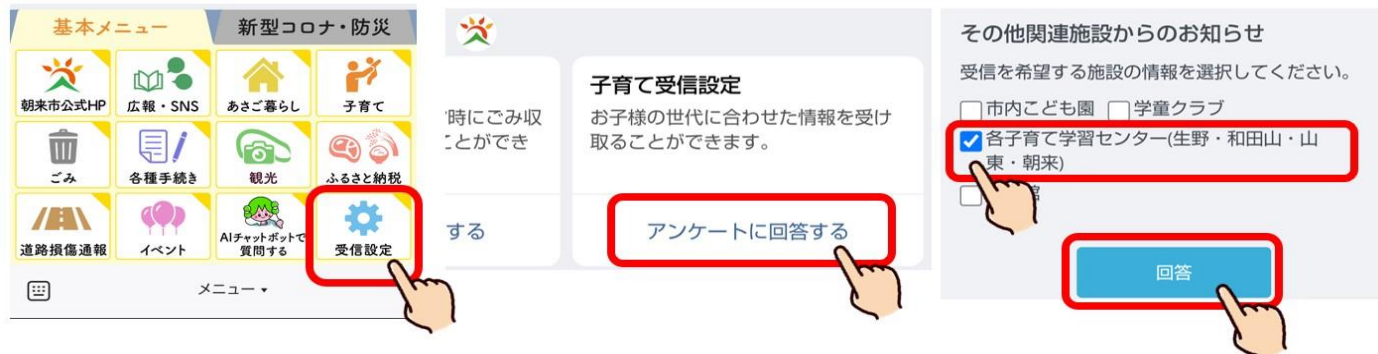 基本メニュー
新型コロナ・防災
朝来市公式HP
広報・SNS
あさご暮らし
子育て
ごみ
各種手続き
観光
ふるさと納税
道路損傷通報
イベント
AIチャットボットで
質問する
受信設定
メニュー ▾
時にごみ収
ことができ
する
子育て受信設定
お子様の世代に合わせた情報を受け
取ることができます。
アンケートに回答する
その他関連施設からのお知らせ
受信を希望する施設の情報を選択してください。
市内こども園 学童クラブ
各子育て学習センター(生野・和田山・山
東・朝来)
館
回答